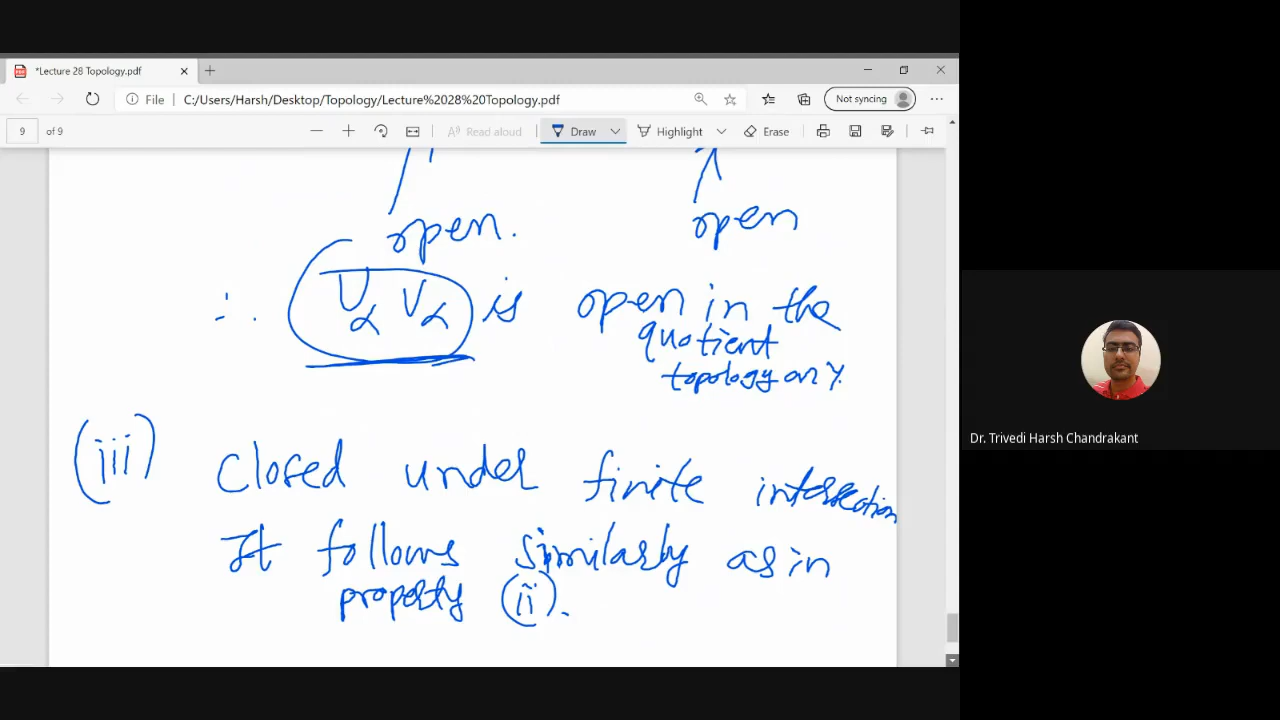 *Lecture 28 Topology.pdf
File C:/Users/Harsh/Desktop/Topology/Lecture%2028%20Topology.pdf
Not syncing
9 of 9
Read aloud Draw Highlight Erase
open. open
∴ ⋃_α V_α is open in the
quotient
topology on Y.
(iii) Closed under finite intersection
It follows similarly as in
property (ii).
Dr. Trivedi Harsh Chandrakant